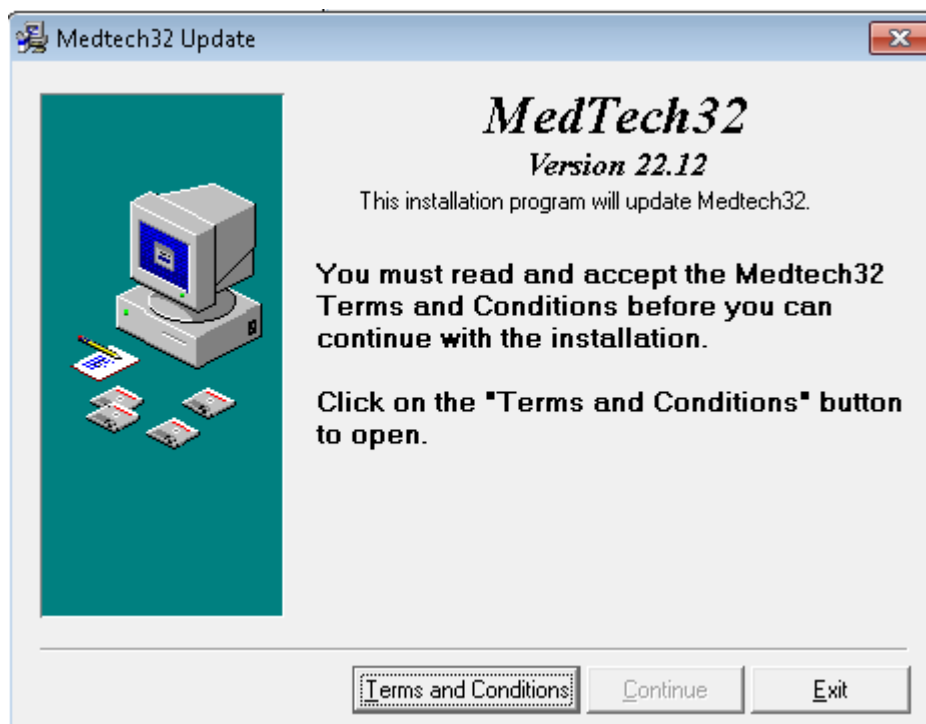 Medtech32 Update
MedTech32
Version 22.12
This installation program will update Medtech32.
You must read and accept the Medtech32
Terms and Conditions before you can
continue with the installation.
Click on the "Terms and Conditions" button
to open.
Terms and Conditions
Continue
Exit